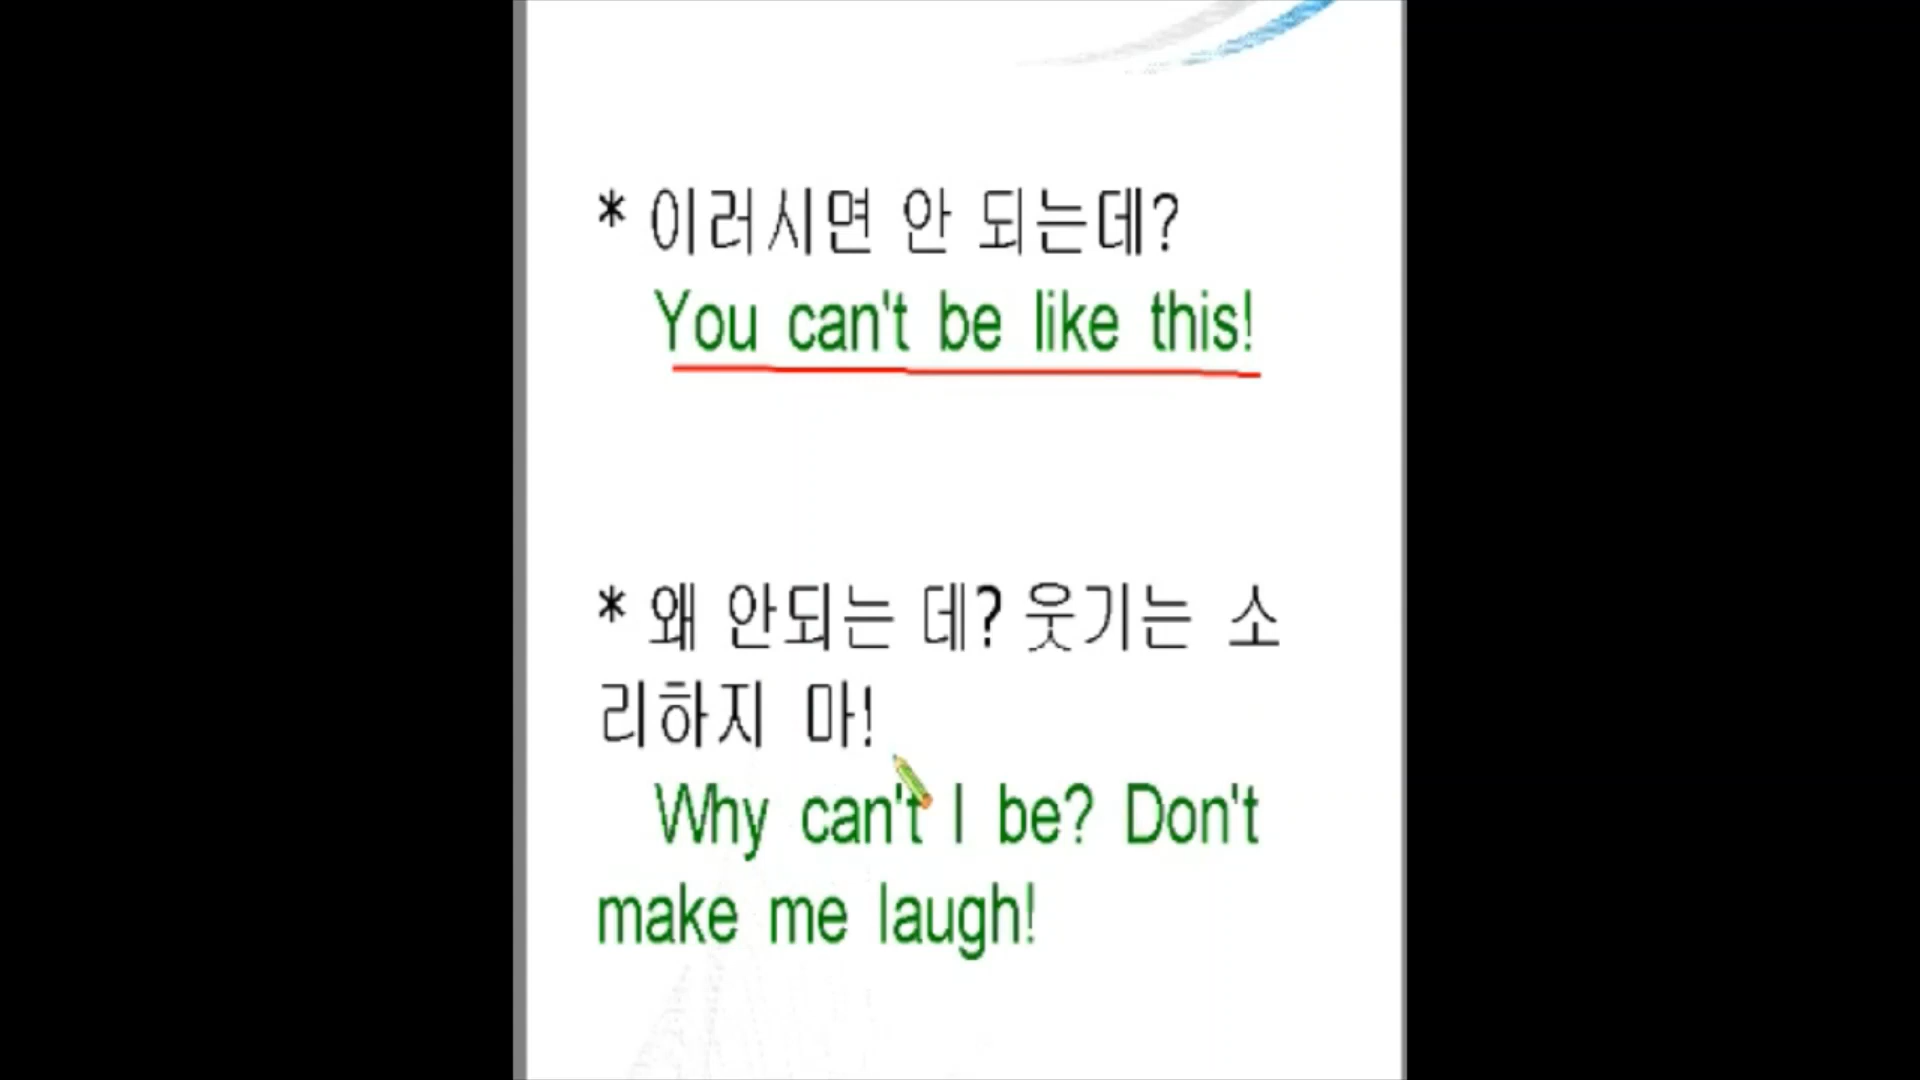 * 이러시면 안 되는데?
You can't be like this!
* 왜 안되는 데? 웃기는 소
리하지 마!
Why can't I be? Don't
make me laugh!